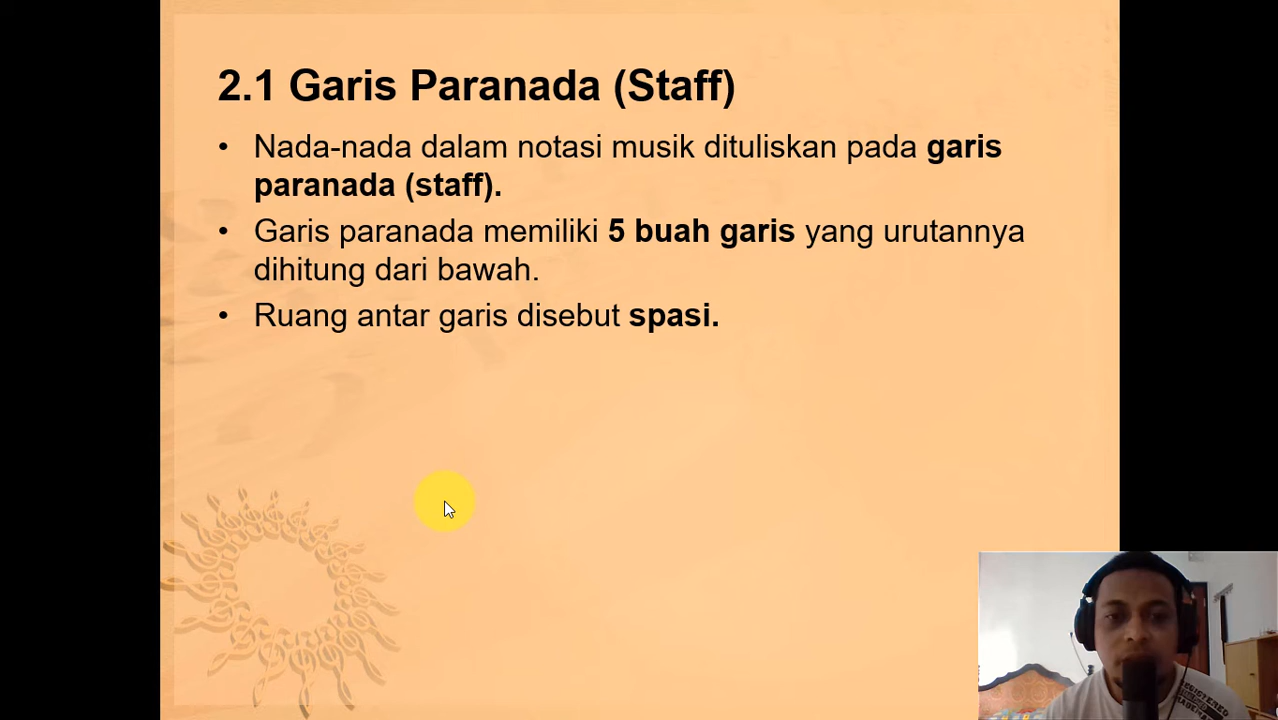 2.1 Garis Paranada (Staff)
• Nada-nada dalam notasi musik dituliskan pada garis
paranada (staff).
• Garis paranada memiliki 5 buah garis yang urutannya
dihitung dari bawah.
• Ruang antar garis disebut spasi.
REGISTERED